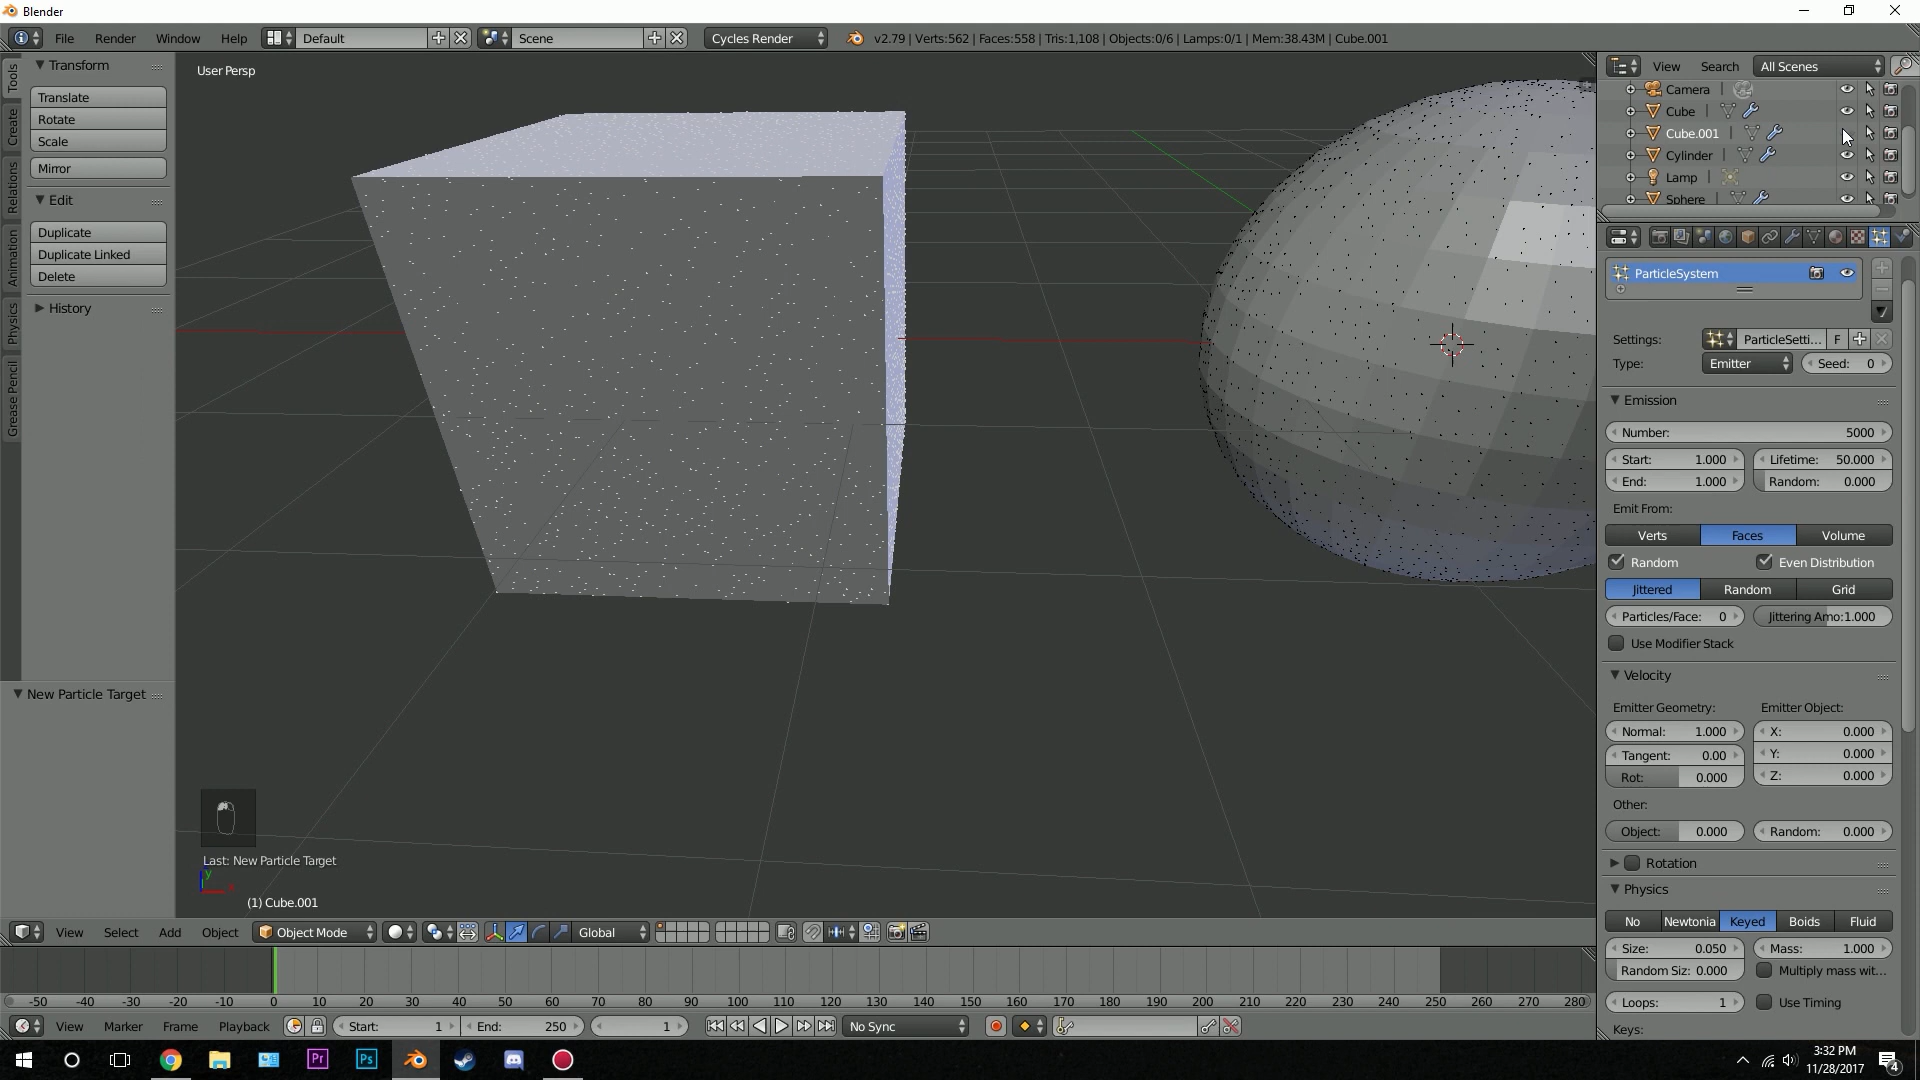 Blender
File Render Window Help Default Scene Cycles Render v2.79 | Verts:562 | Faces:558 | Tris:1,108 | Objects:0/6 | Lamps:0/1 | Mem:38.43M | Cube.001
Tools
Create
Relations
Animation
Physics
Grease Pencil
Transform
Translate
Rotate
Scale
Mirror
Edit
Duplicate
Duplicate Linked
Delete
History
New Particle Target
User Persp
Last: New Particle Target
y
x
(1) Cube.001
View Select Add Object Object Mode Global
-50 -40 -30 -20 -10 0 10 20 30 40 50 60 70 80 90 100 110 120 130 140 150 160 170 180 190 200 210 220 230 240 250 260 270 280
View Marker Frame Playback Start: 1 End: 250 1 No Sync
View Search All Scenes
Camera
Cube
Cube.001
Cylinder
Lamp
Sphere
ParticleSystem
Settings: ParticleSetti... F
Type: Emitter Seed: 0
Emission
Number: 5000
Start: 1.000 Lifetime: 50.000
End: 1.000 Random: 0.000
Emit From:
Verts Faces Volume
Random Even Distribution
Jittered Random Grid
Particles/Face: 0 Jittering Amo:1.000
Use Modifier Stack
Velocity
Emitter Geometry: Emitter Object:
Normal: 1.000 X: 0.000
Tangent: 0.00 Y: 0.000
Rot: 0.000 Z: 0.000
Other:
Object: 0.000 Random: 0.000
Rotation
Physics
No Newtonia Keyed Boids Fluid
Size: 0.050 Mass: 1.000
Random Siz: 0.000 Multiply mass wit...
Loops: 1 Use Timing
Keys:
Pr Ps
3:32 PM
11/28/2017
4